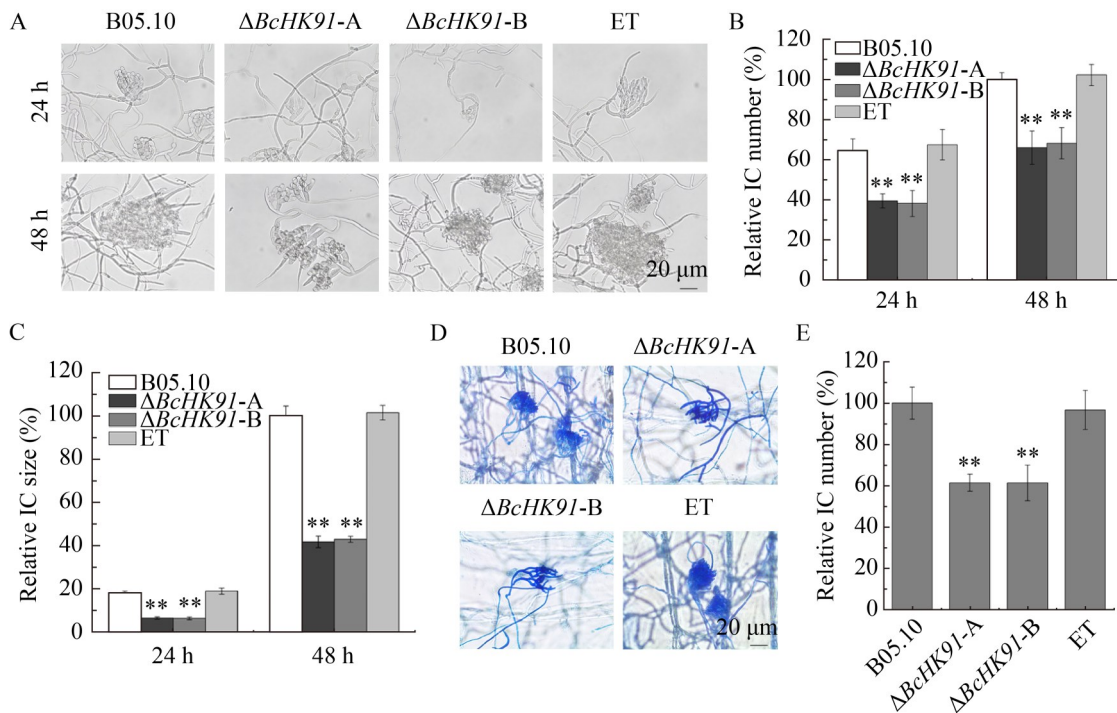 A
B05.10
ΔBcHK91-A
ΔBcHK91-B
ET
24 h
48 h
20 μm
B
Relative IC number (%)
120
100
80
60
40
20
0
B05.10
ΔBcHK91-A
ΔBcHK91-B
ET
** **
** **
24 h
48 h
C
Relative IC size (%)
120
100
80
60
40
20
0
B05.10
ΔBcHK91-A
ΔBcHK91-B
ET
** **
** **
24 h
48 h
D
B05.10
ΔBcHK91-A
ΔBcHK91-B
ET
20 μm
E
Relative IC number (%)
120
100
80
60
40
20
0
** **
B05.10
ΔBcHK91-A
ΔBcHK91-B
ET